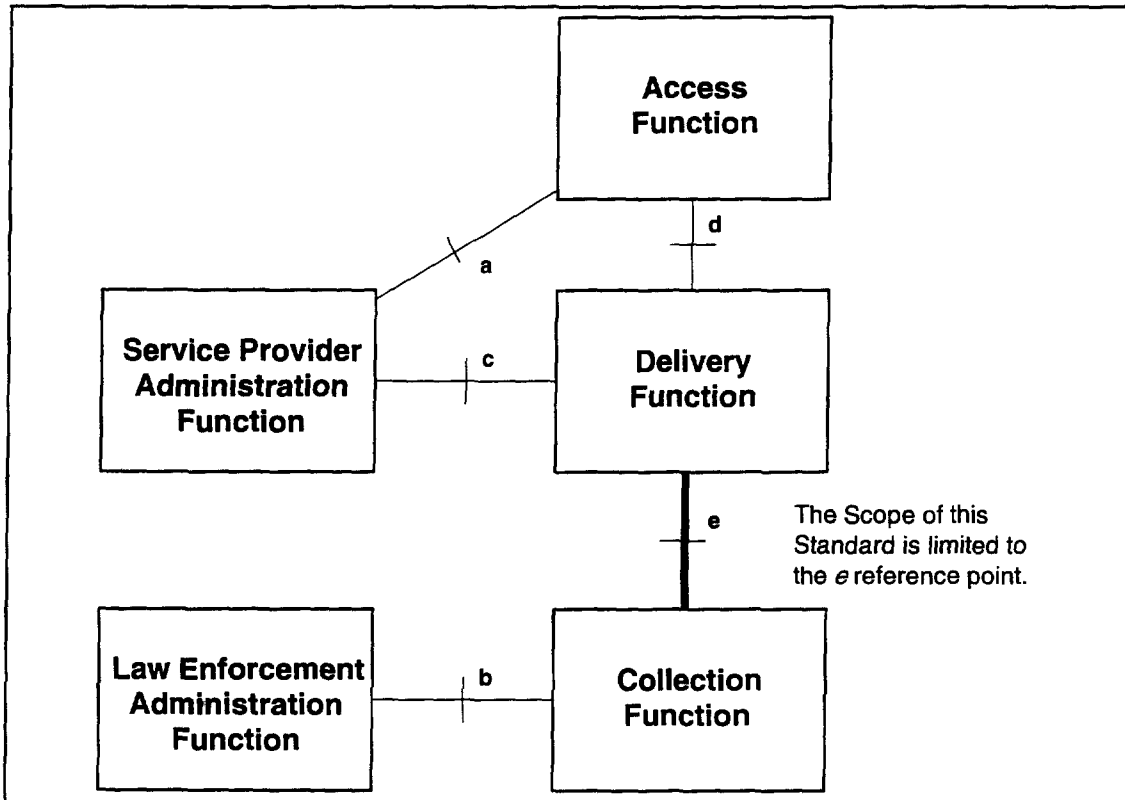 Access
Function
d
a
Service Provider
Administration
Function
c
Delivery
Function
e
The Scope of this
Standard is limited to
the e reference point.
Law Enforcement
Administration
Function
b
Collection
Function